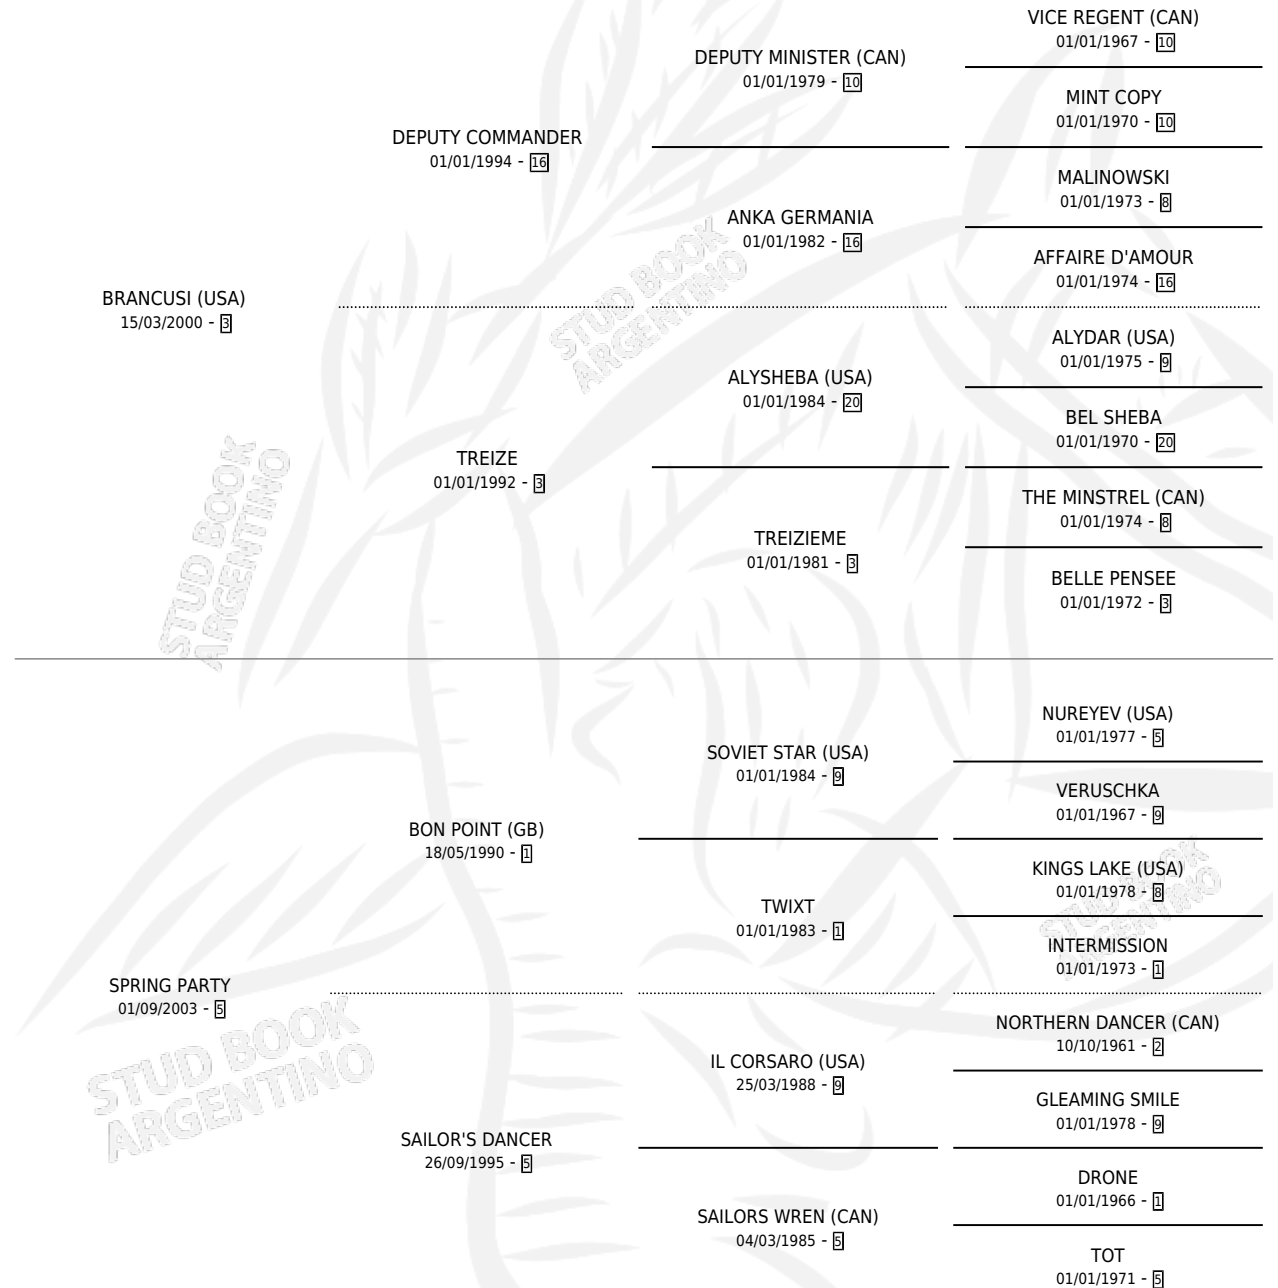 VICE REGENT (CAN)
01/01/1967 - 10
DEPUTY MINISTER (CAN)
01/01/1979 - 10
MINT COPY
01/01/1970 - 10
DEPUTY COMMANDER
01/01/1994 - 16
MALINOWSKI
01/01/1973 - 8
ANKA GERMANIA
01/01/1982 - 16
AFFAIRE D'AMOUR
01/01/1974 - 16
BRANCUSI (USA)
15/03/2000 - 3
ALYDAR (USA)
01/01/1975 - 9
ALYSHEBA (USA)
01/01/1984 - 20
BEL SHEBA
01/01/1970 - 20
TREIZE
01/01/1992 - 3
THE MINSTREL (CAN)
01/01/1974 - 8
TREIZIEME
01/01/1981 - 3
BELLE PENSEE
01/01/1972 - 3
NUREYEV (USA)
01/01/1977 - 5
SOVIET STAR (USA)
01/01/1984 - 9
VERUSCHKA
01/01/1967 - 9
BON POINT (GB)
18/05/1990 - 1
KINGS LAKE (USA)
01/01/1978 - 8
TWIXT
01/01/1983 - 1
INTERMISSION
01/01/1973 - 1
SPRING PARTY
01/09/2003 - 5
NORTHERN DANCER (CAN)
10/10/1961 - 2
IL CORSARO (USA)
25/03/1988 - 9
GLEAMING SMILE
01/01/1978 - 9
SAILOR'S DANCER
26/09/1995 - 5
DRONE
01/01/1966 - 1
SAILORS WREN (CAN)
04/03/1985 - 5
TOT
01/01/1971 - 5
STUD BOOK
ARGENTINO
STUD BOOK
ARGENTINO
STUD BOOK
ARGENTINO
STUD BOOK
ARGENTINO